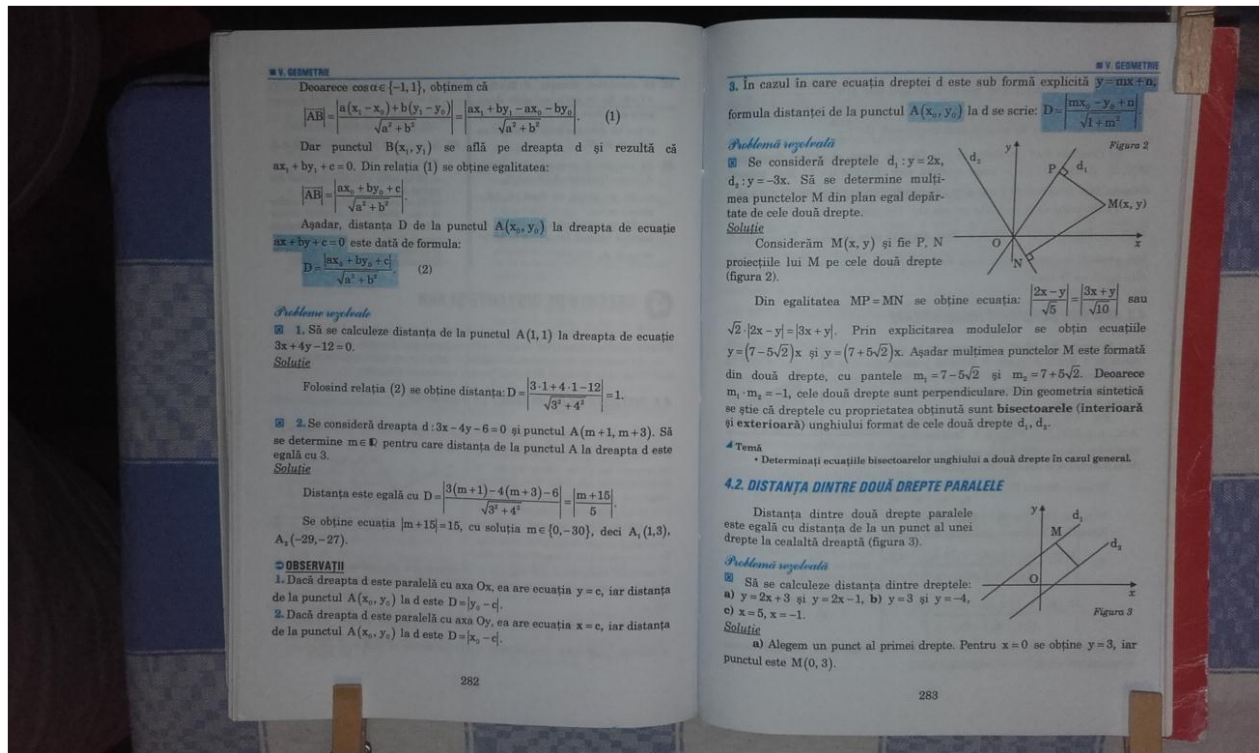 V. GEOMETRIE
Deoarece cos α ∈ {−1, 1}, obținem că
|AB| = |a(x₁ − x₀) + b(y₁ − y₀) / √(a² + b²)| = |ax₁ + by₁ − ax₀ − by₀ / √(a² + b²)|. (1)
Dar punctul B(x₁, y₁) se află pe dreapta d și rezultă că
ax₁ + by₁ + c = 0. Din relația (1) se obține egalitatea:
|AB| = |ax₀ + by₀ + c / √(a² + b²)|.
Așadar, distanța D de la punctul A(x₀, y₀) la dreapta de ecuație
ax + by + c = 0 este dată de formula:
D = |ax₀ + by₀ + c| / √(a² + b²). (2)
Probleme rezolvate
1. Să se calculeze distanța de la punctul A(1, 1) la dreapta de ecuație
3x + 4y − 12 = 0.
Soluție
Folosind relația (2) se obține distanța: D = |3·1 + 4·1 − 12 / √(3² + 4²)| = 1.
2. Se consideră dreapta d : 3x − 4y − 6 = 0 și punctul A(m + 1, m + 3). Să
se determine m ∈ pentru care distanța de la punctul A la dreapta d este
egală cu 3.
Soluție
Distanța este egală cu D = |3(m + 1) − 4(m + 3) − 6 / √(3² + 4²)| = |m + 15 / 5|.
Se obține ecuația |m + 15| = 15, cu soluția m ∈ {0, −30}, deci A₁(1, 3),
A₂(−29, −27).
OBSERVAȚII
1. Dacă dreapta d este paralelă cu axa Ox, ea are ecuația y = c, iar distanța
de la punctul A(x₀, y₀) la d este D = |y₀ − c|.
2. Dacă dreapta d este paralelă cu axa Oy, ea are ecuația x = c, iar distanța
de la punctul A(x₀, y₀) la d este D = |x₀ − c|.
282
V. GEOMETRIE
3. În cazul în care ecuația dreptei d este sub formă explicită y = mx + n,
formula distanței de la punctul A(x₀, y₀) la d se scrie: D = |mx₀ − y₀ + n / √(1 + m²)|.
Problemă rezolvată
Se consideră dreptele d₁ : y = 2x,
d₂ : y = −3x. Să se determine mulți-
mea punctelor M din plan egal depăr-
tate de cele două drepte.
Soluție
Considerăm M(x, y) și fie P, N
proiecțiile lui M pe cele două drepte
(figura 2).
Figura 2
d₂
y
P
d₁
M(x, y)
O
x
N
Din egalitatea MP = MN se obține ecuația: |2x − y / √5| = |3x + y / √10| sau
√2 · |2x − y| = |3x + y|. Prin explicitarea modulelor se obțin ecuațiile
y = (7 − 5√2)x și y = (7 + 5√2)x. Așadar mulțimea punctelor M este formată
din două drepte, cu pantele m₁ = 7 − 5√2 și m₂ = 7 + 5√2. Deoarece
m₁ · m₂ = −1, cele două drepte sunt perpendiculare. Din geometria sintetică
se știe că dreptele cu proprietatea obținută sunt bisectoarele (interioară
și exterioară) unghiului format de cele două drepte d₁, d₂.
Temă
• Determinați ecuațiile bisectoarelor unghiului a două drepte în cazul general.
4.2. DISTANȚA DINTRE DOUĂ DREPTE PARALELE
Distanța dintre două drepte paralele
este egală cu distanța de la un punct al unei
drepte la cealaltă dreaptă (figura 3).
Problemă rezolvată
Să se calculeze distanța dintre dreptele:
a) y = 2x + 3 și y = 2x − 1, b) y = 3 și y = −4,
c) x = 5, x = −1.
y
d₁
M
d₂
O
x
Figura 3
Soluție
a) Alegem un punct al primei drepte. Pentru x = 0 se obține y = 3, iar
punctul este M(0, 3).
283